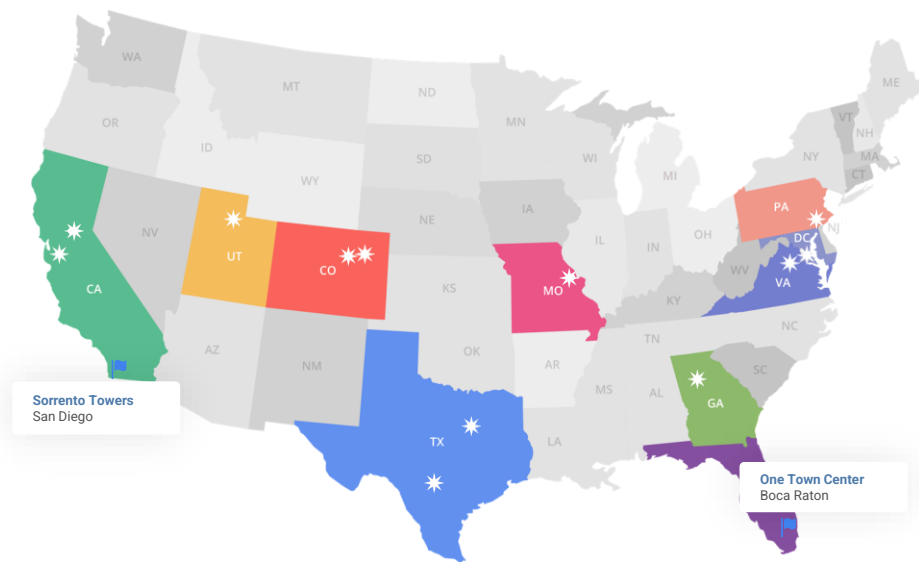 WA
MT
ND
MN
ME
OR
ID
SD
WI
VT
NH
NY
MA
MI
CT
WY
NE
IA
PA
NV
UT
CO
IL
IN
OH
NJ
DC
CA
KS
MO
WV
VA
KY
AZ
NM
OK
TN
NC
AR
SC
MS
AL
GA
TX
LA
Sorrento Towers
San Diego
One Town Center
Boca Raton